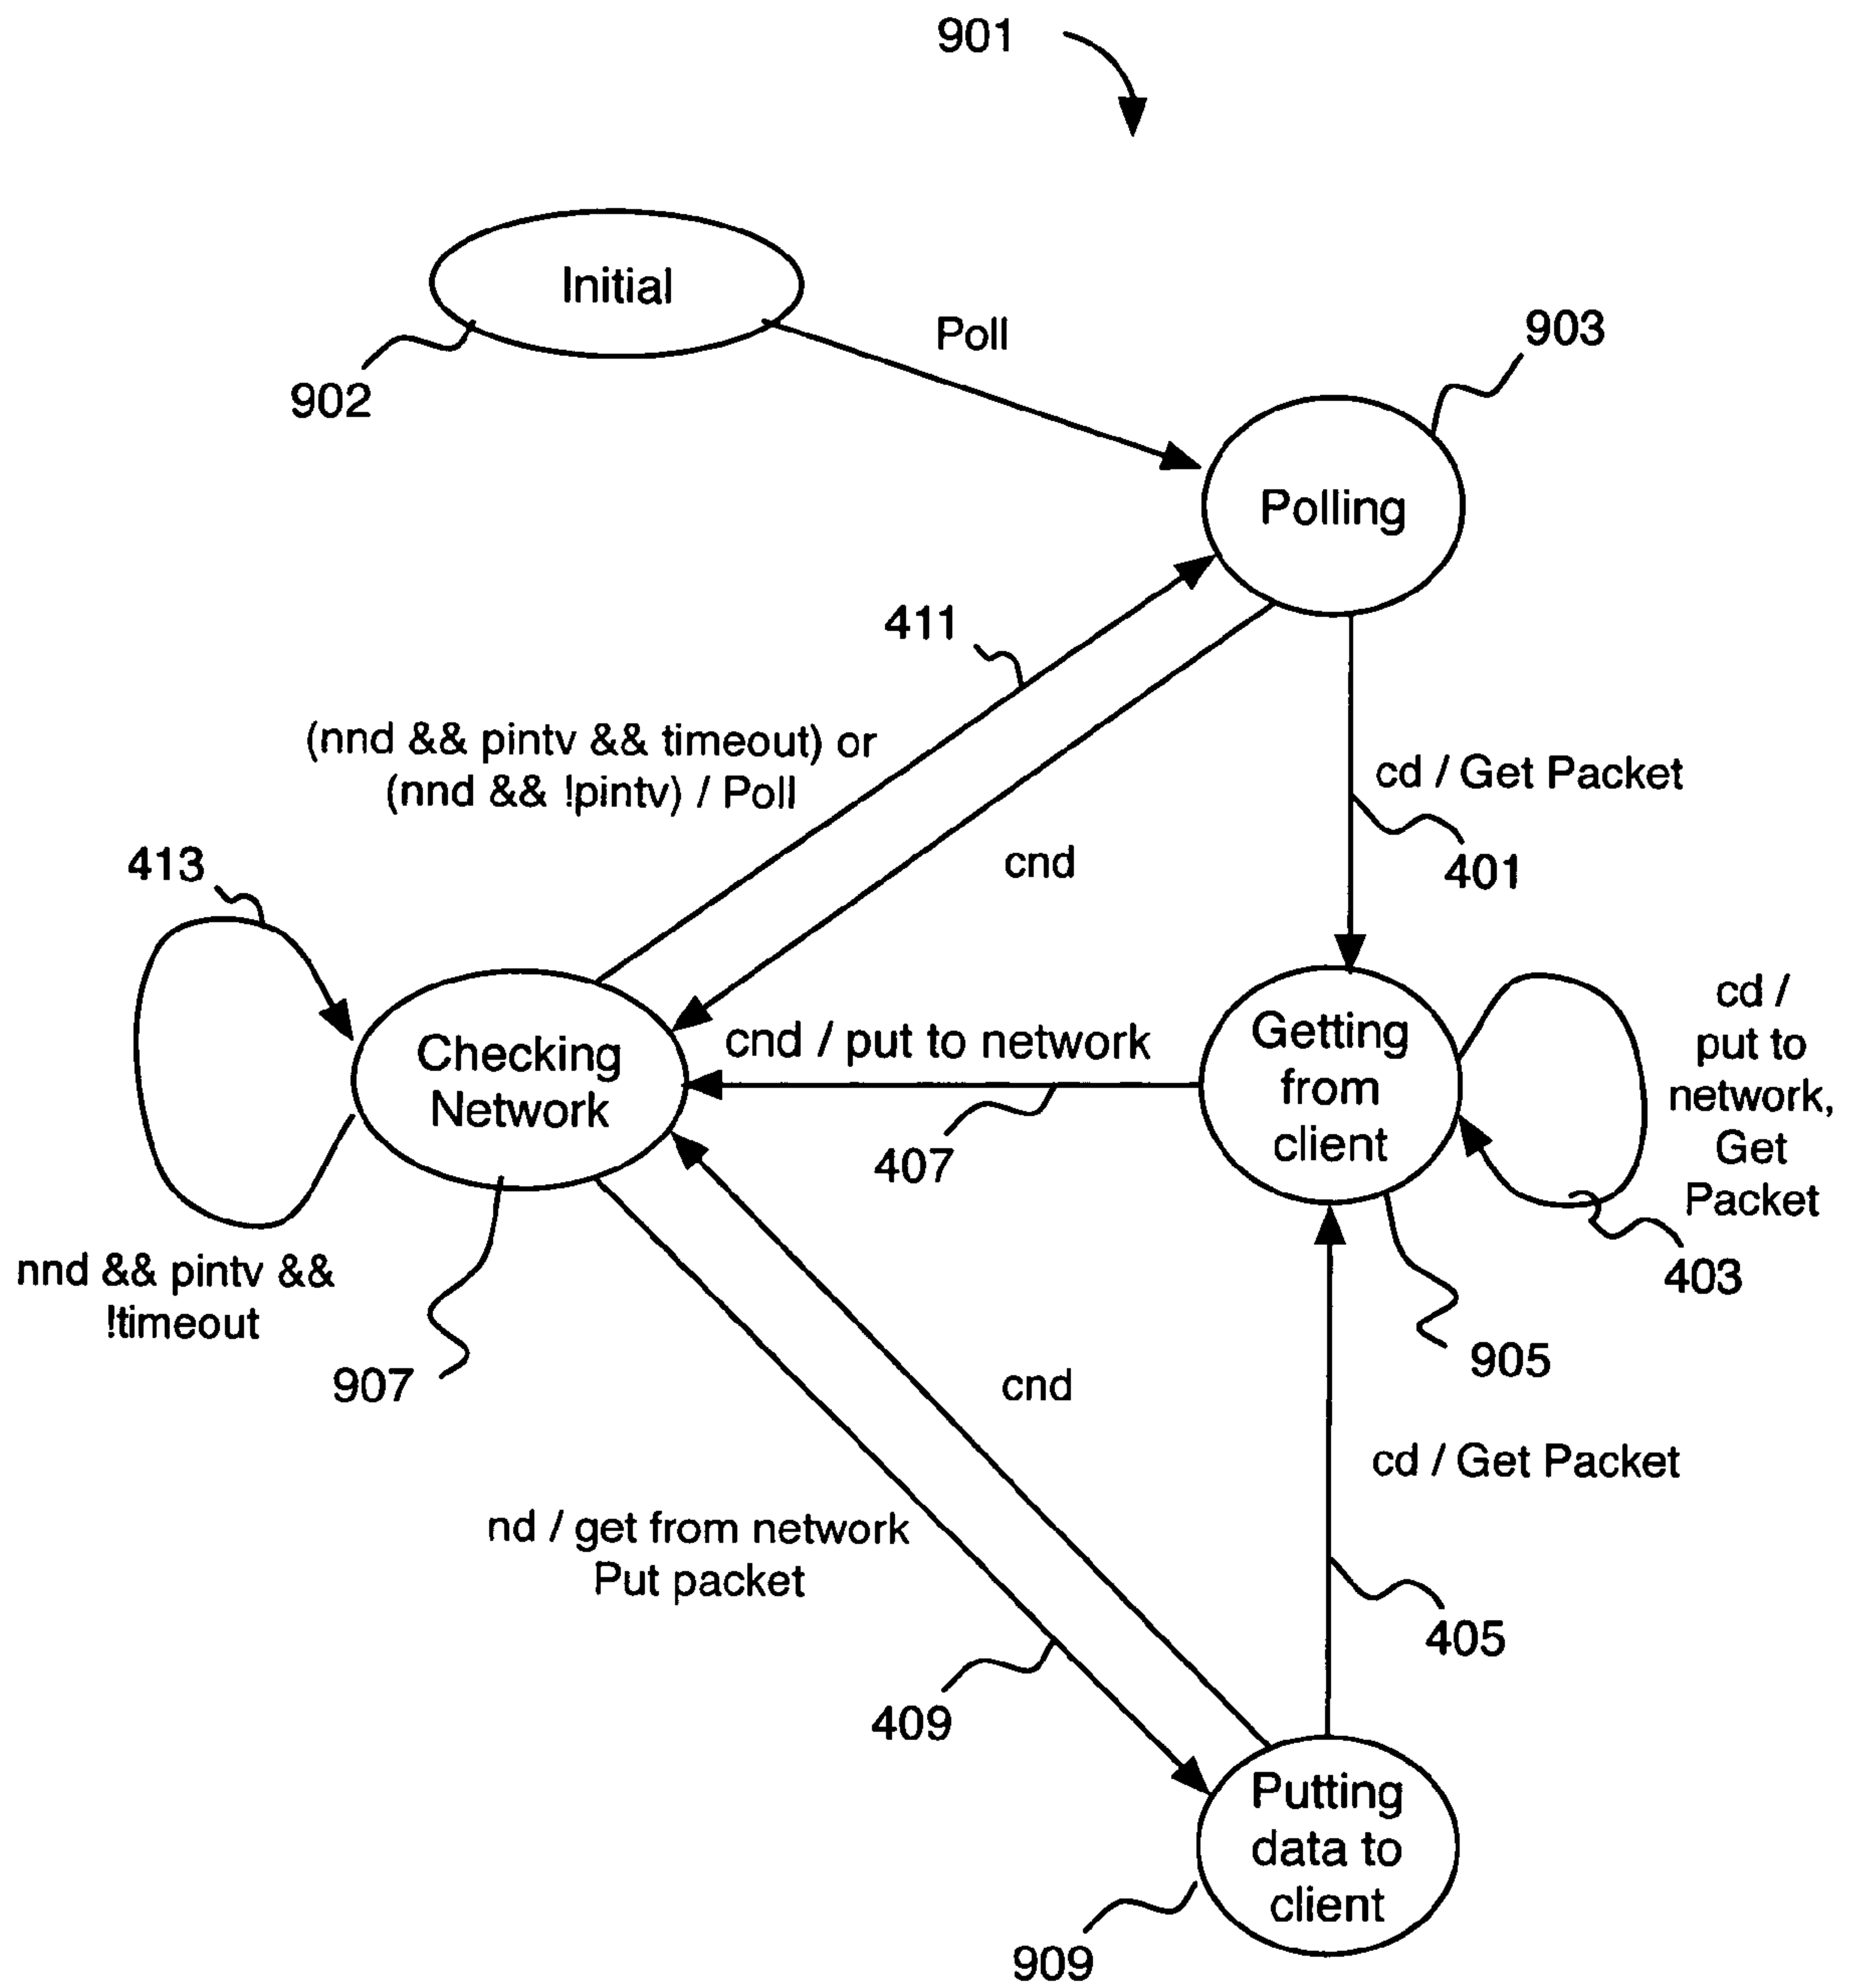 901
Initial
902
Poll
903
Polling
411
(nnd && pintv && timeout) or
(nnd && !pintv) / Poll
cd / Get Packet
401
cnd
413
Checking
Network
cnd / put to network
407
Getting
from
client
cd /
put to
network,
Get
Packet
403
nnd && pintv &&
!timeout
907
905
cnd
cd / Get Packet
nd / get from network
Put packet
405
409
Putting
data to
client
909